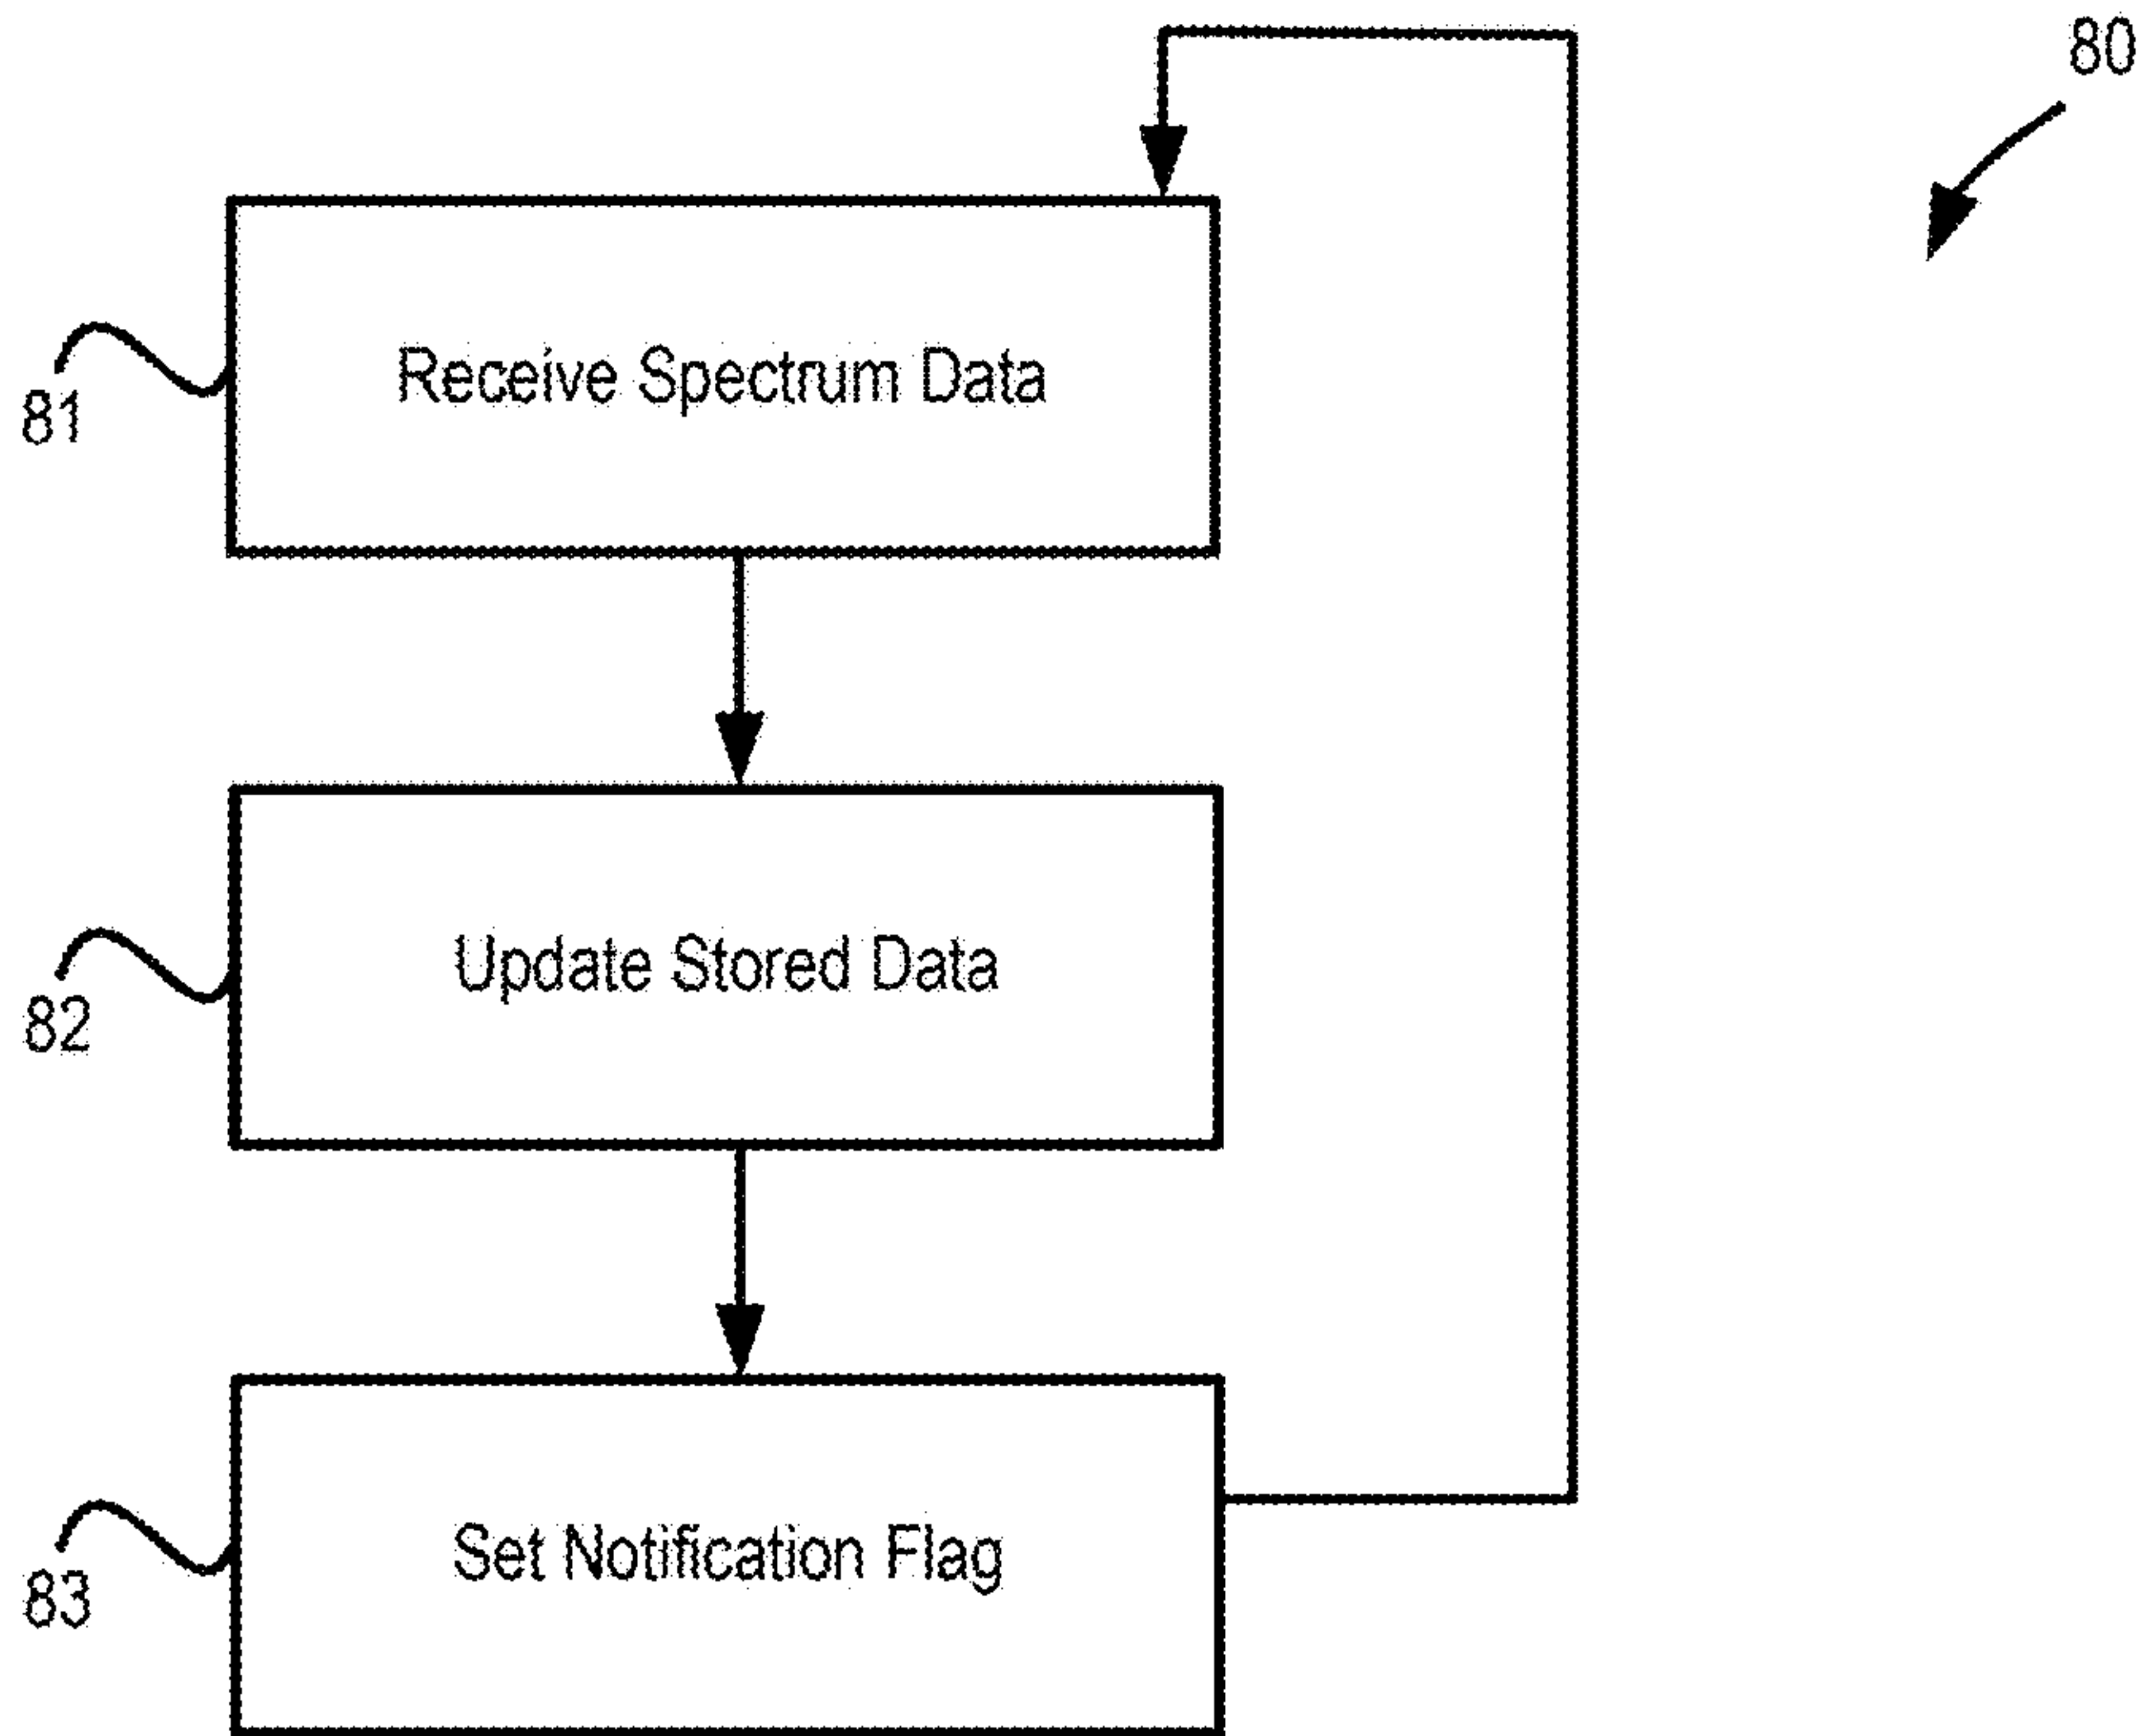 80
Receive Spectrum Data
81
Update Stored Data
82
Set Notification Flag
83